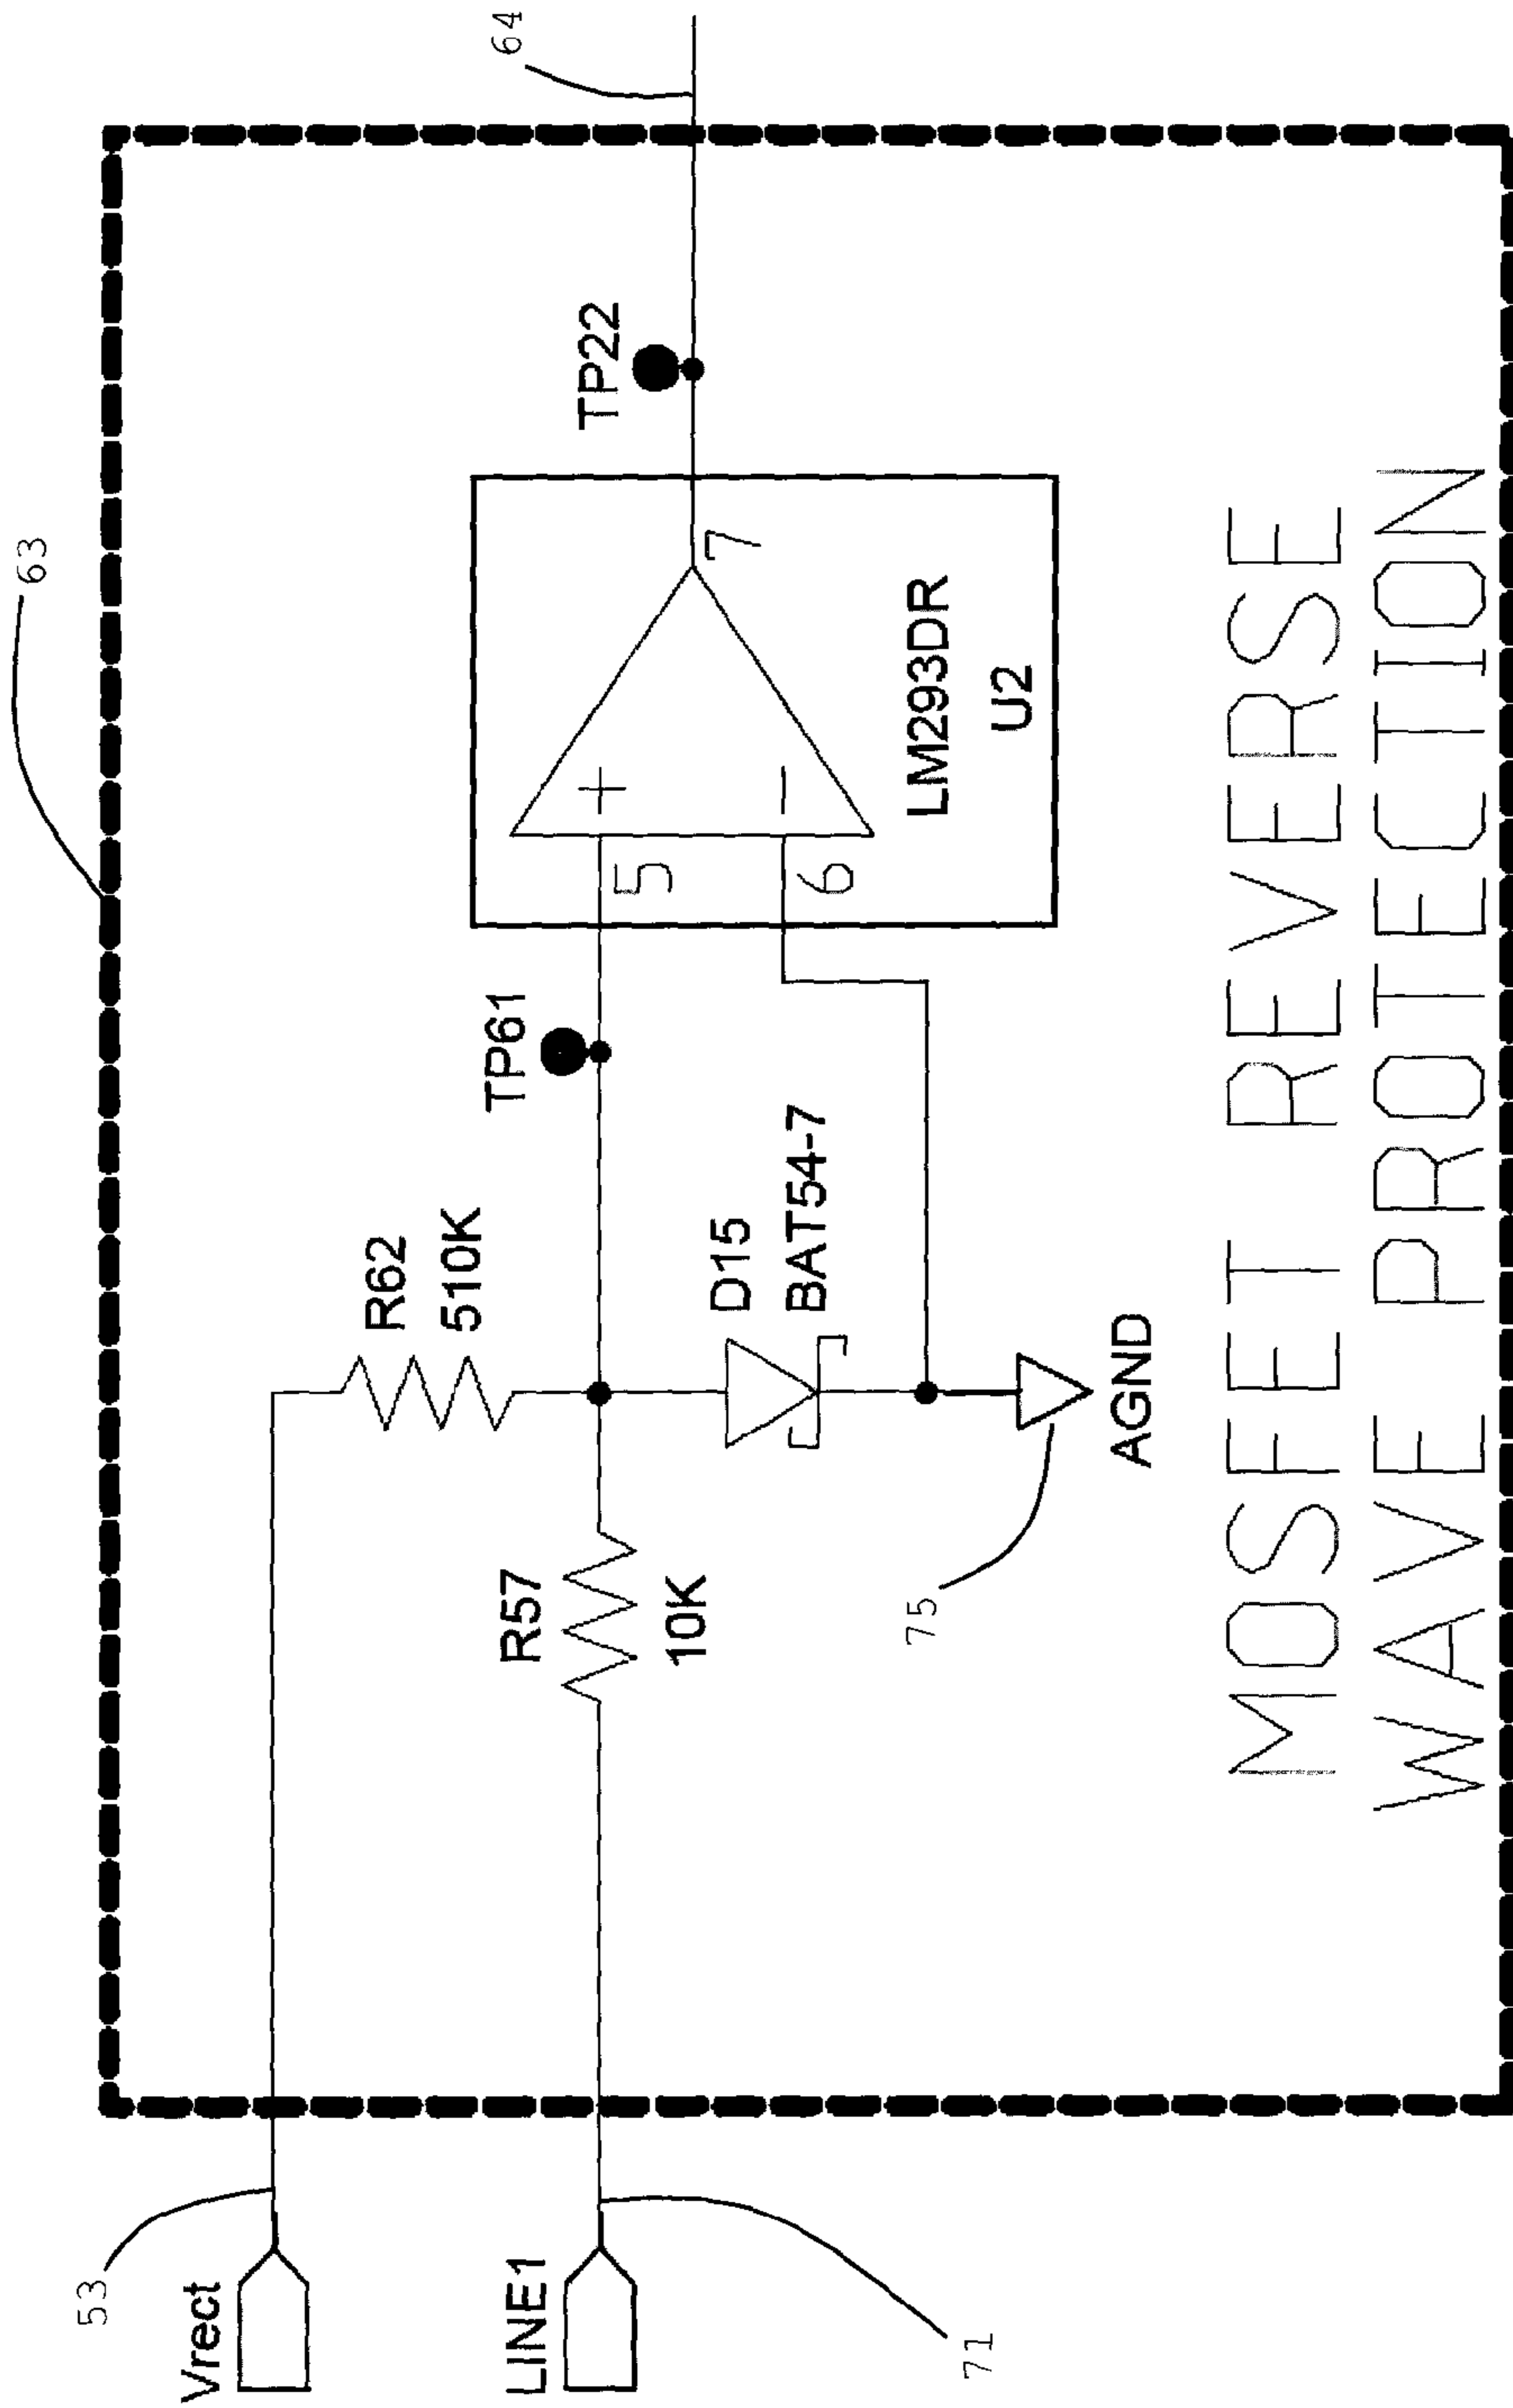 63
64
53
Vrect
R62
510K
TP61
TP22
LINE1
R57
10K
5
+
7
6
-
D15
BAT54-7
LM293DR
U2
75
71
AGND
MOSFET REVERSE
WAVE PROTECTION